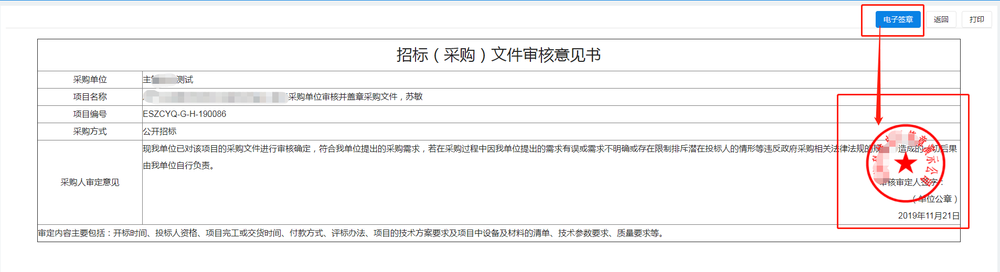 电子签章 返回 打印
招标（采购）文件审核意见书
采购单位 主 测试
项目名称 采购单位审核并盖章采购文件，苏敏
项目编号 ESZCYQ-G-H-190086
采购方式 公开招标
现我单位已对该项目的采购文件进行审核确定，符合我单位提出的采购需求，若在采购过程中因我单位提出的需求有误或需求不明确或存在限制排斥潜在投标人的情形等违反政府采购相关法律法规的规 造成的 切后果
由我单位自行负责。
采购人审定意见
章演示公司
审核审定人签字：
（单位公章）
2019年11月21日
审定内容主要包括：开标时间、投标人资格、项目完工或交货时间、付款方式、评标办法、项目的技术方案要求及项目中设备及材料的清单、技术参数要求、质量要求等。